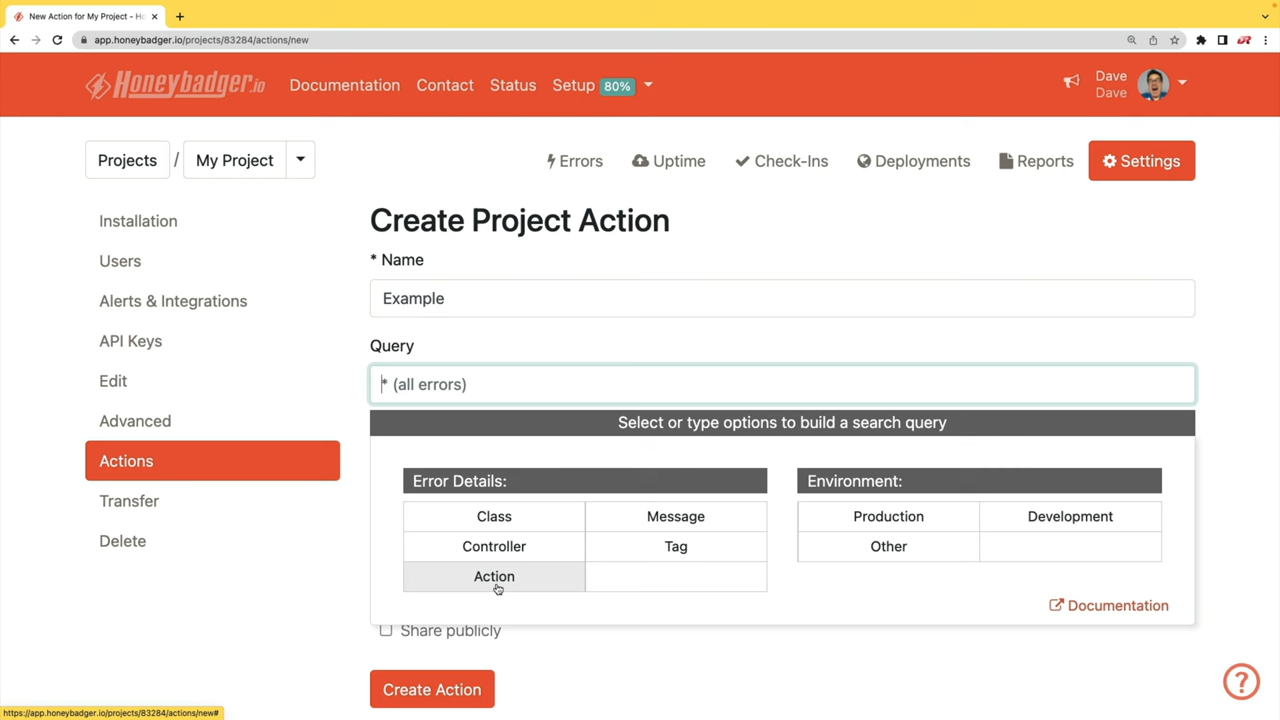 New Action for My Project - Ho
app.honeybadger.io/projects/83284/actions/new
Honeybadger.io
Documentation
Contact
Status
Setup 80%
Dave
Dave
Projects / My Project
Errors
Uptime
Check-Ins
Deployments
Reports
Settings
Installation
Users
Alerts & Integrations
API Keys
Edit
Advanced
Actions
Transfer
Delete
Create Project Action
* Name
Example
Query
* (all errors)
Select or type options to build a search query
Error Details:
Class
Message
Controller
Tag
Action
Environment:
Production
Development
Other
Documentation
Share publicly
Create Action
?
https://app.honeybadger.io/projects/83284/actions/new#